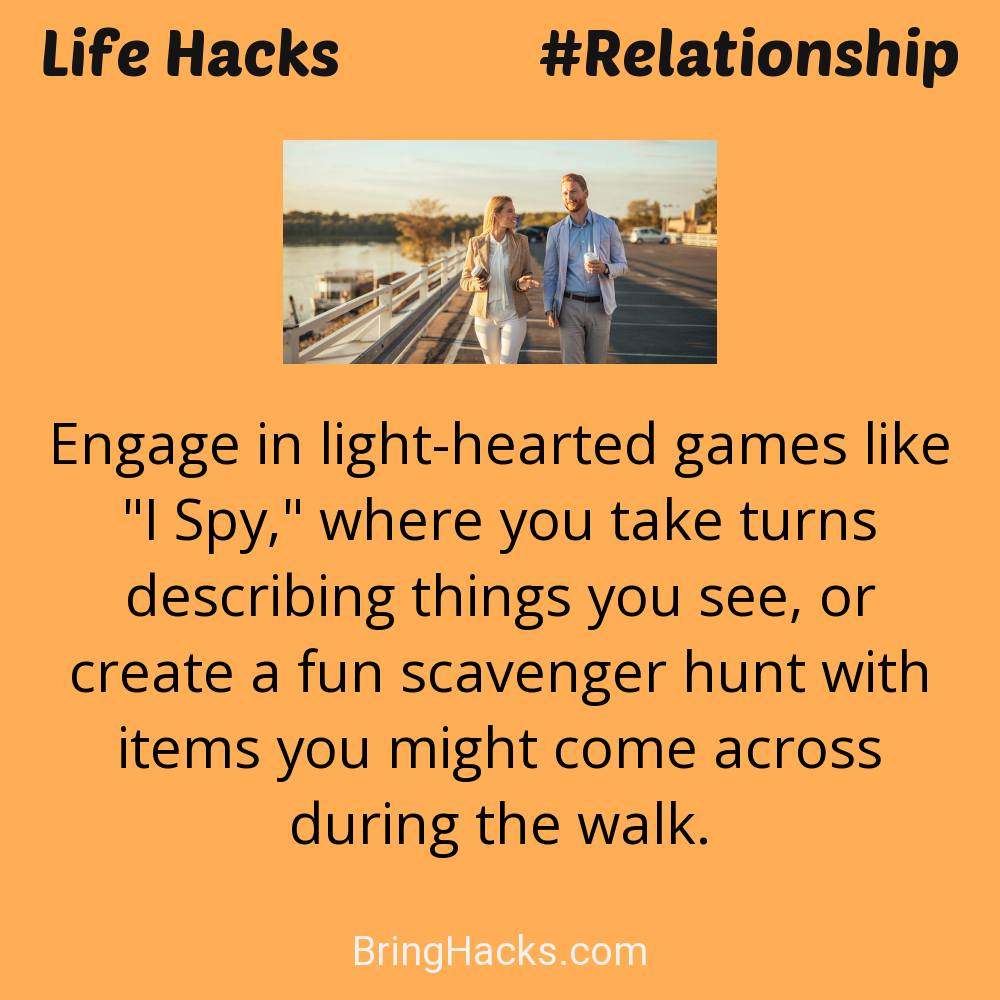 Life Hacks #Relationship
Engage in light-hearted games like
"I Spy," where you take turns
describing things you see, or
create a fun scavenger hunt with
items you might come across
during the walk.
BringHacks.com